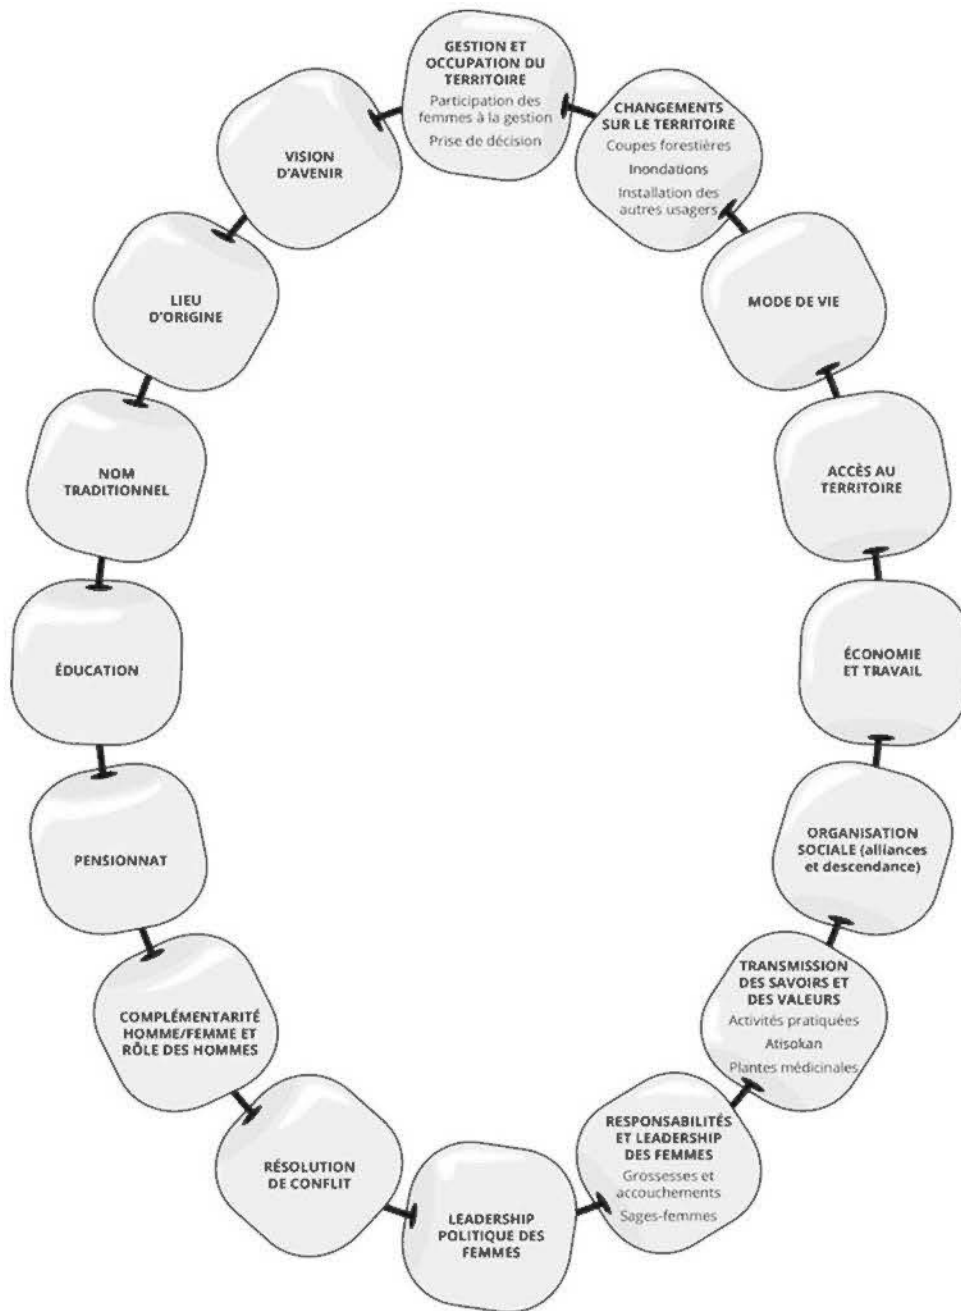 GESTION ET
OCCUPATION DU
TERRITOIRE
Participation des
femmes à la gestion
Prise de décision
CHANGEMENTS
SUR LE TERRITOIRE
Coupes forestières
Inondations
Installation des
autres usagers
MODE DE VIE
ACCÈS AU
TERRITOIRE
ÉCONOMIE
ET TRAVAIL
ORGANISATION
SOCIALE (alliances
et descendance)
TRANSMISSION
DES SAVOIRS ET
DES VALEURS
Activités pratiquées
Atisokan
Plantes médicinales
RESPONSABILITÉS
ET LEADERSHIP
DES FEMMES
Grossesses et
accouchements
Sages-femmes
LEADERSHIP
POLITIQUE DES
FEMMES
RÉSOLUTION
DE CONFLIT
COMPLÉMENTARITÉ
HOMME/FEMME ET
RÔLE DES HOMMES
PENSIONNAT
ÉDUCATION
NOM
TRADITIONNEL
LIEU
D'ORIGINE
VISION
D'AVENIR